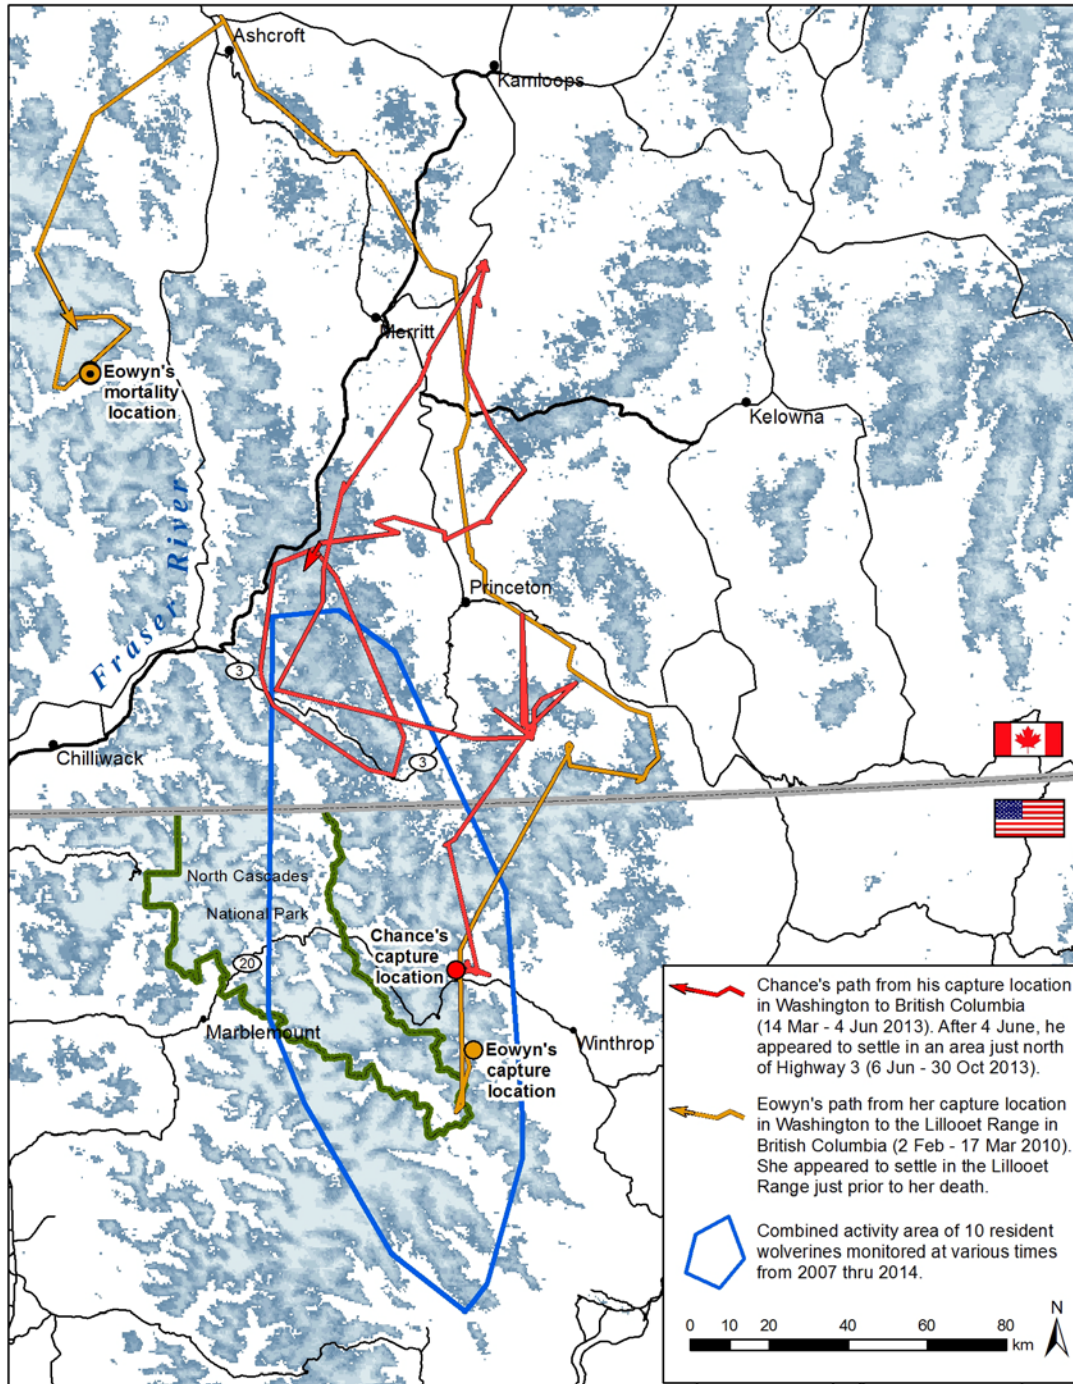 Ashcroft
Kamloops
Merritt
Eowyn's
mortality
location
Kelowna
Fraser River
Princeton
3
Chilliwack
3
North Cascades
National Park
Chance's
capture
location
20
Marblemount
Winthrop
Eowyn's
capture
location
Chance's path from his capture location
in Washington to British Columbia
(14 Mar - 4 Jun 2013). After 4 June, he
appeared to settle in an area just north
of Highway 3 (6 Jun - 30 Oct 2013).
Eowyn's path from her capture location
in Washington to the Lillooet Range in
British Columbia (2 Feb - 17 Mar 2010).
She appeared to settle in the Lillooet
Range just prior to her death.
Combined activity area of 10 resident
wolverines monitored at various times
from 2007 thru 2014.
N
0 10 20 40 60 80
km